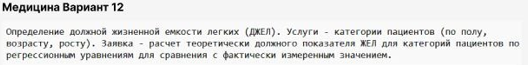 Медицина Вариант 12
Определение должной жизненной емкости легких (ДЖЕЛ). Услуги - категории пациентов (по полу,
возрасту, росту). Заявка - расчет теоретически должного показателя ЖЕЛ для категорий пациентов по
регрессионным уравнениям для сравнения с фактически измеренным значением.